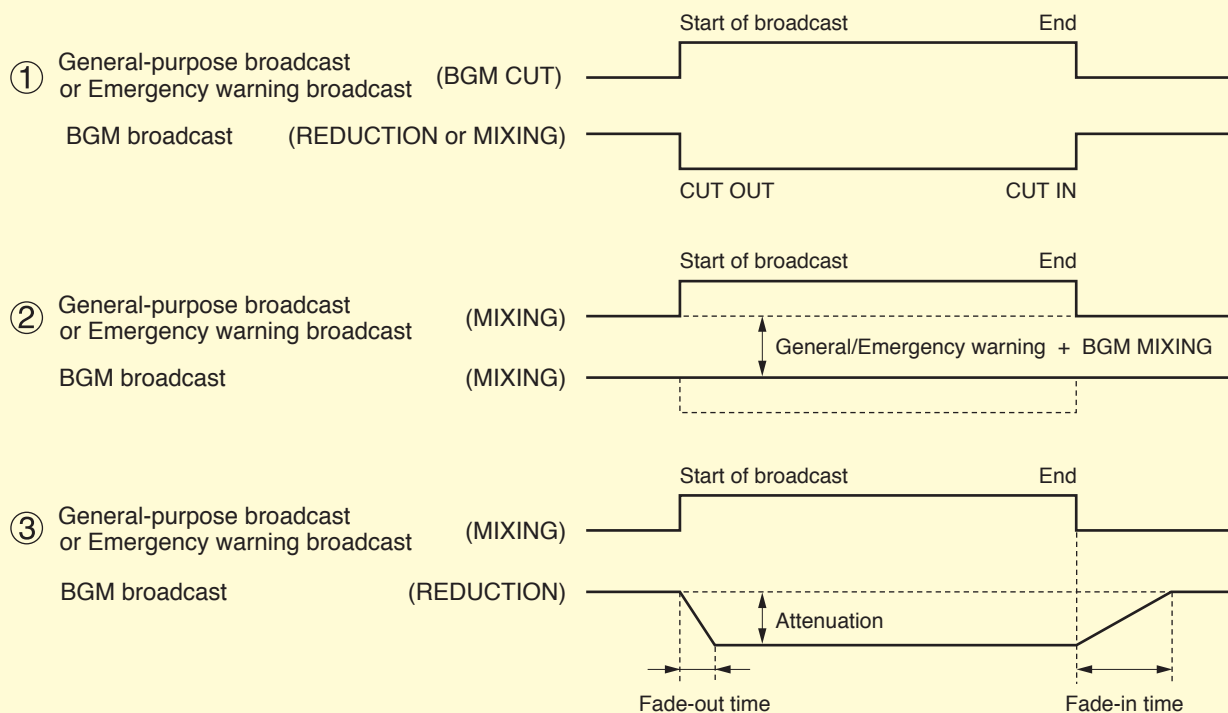 Start of broadcast End
① General-purpose broadcast
or Emergency warning broadcast (BGM CUT)
BGM broadcast (REDUCTION or MIXING)
CUT OUT CUT IN
Start of broadcast End
② General-purpose broadcast
or Emergency warning broadcast (MIXING)
General/Emergency warning + BGM MIXING
BGM broadcast (MIXING)
Start of broadcast End
③ General-purpose broadcast
or Emergency warning broadcast (MIXING)
BGM broadcast (REDUCTION)
Attenuation
Fade-out time Fade-in time